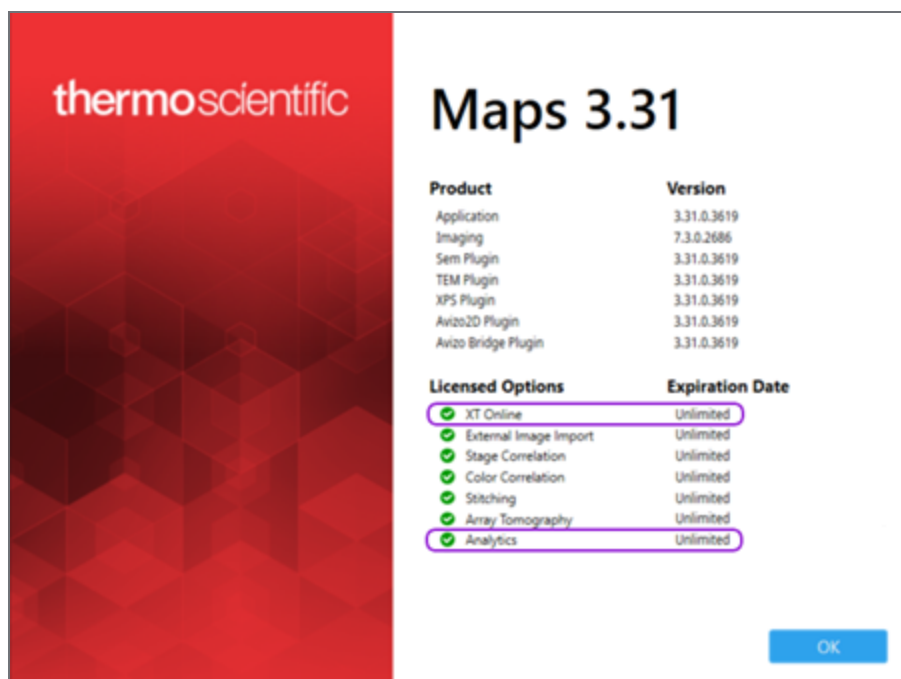 thermoscientific
Maps 3.31
Product Version
Application 3.31.0.3619
Imaging 7.3.0.2686
Sem Plugin 3.31.0.3619
TEM Plugin 3.31.0.3619
XPS Plugin 3.31.0.3619
Avizo2D Plugin 3.31.0.3619
Avizo Bridge Plugin 3.31.0.3619
Licensed Options Expiration Date
XT Online Unlimited
External Image Import Unlimited
Stage Correlation Unlimited
Color Correlation Unlimited
Stitching Unlimited
Array Tomography Unlimited
Analytics Unlimited
OK